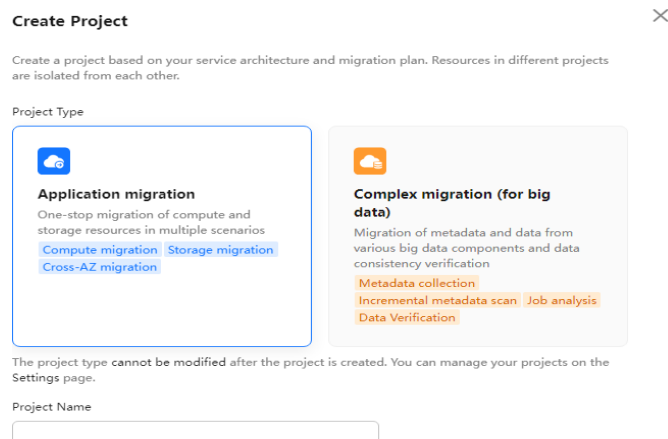 Create Project
Create a project based on your service architecture and migration plan. Resources in different projects
are isolated from each other.
Project Type
Application migration
One-stop migration of compute and
storage resources in multiple scenarios
Compute migration Storage migration
Cross-AZ migration
Complex migration (for big
data)
Migration of metadata and data from
various big data components and data
consistency verification
Metadata collection
Incremental metadata scan Job analysis
Data Verification
The project type cannot be modified after the project is created. You can manage your projects on the
Settings page.
Project Name